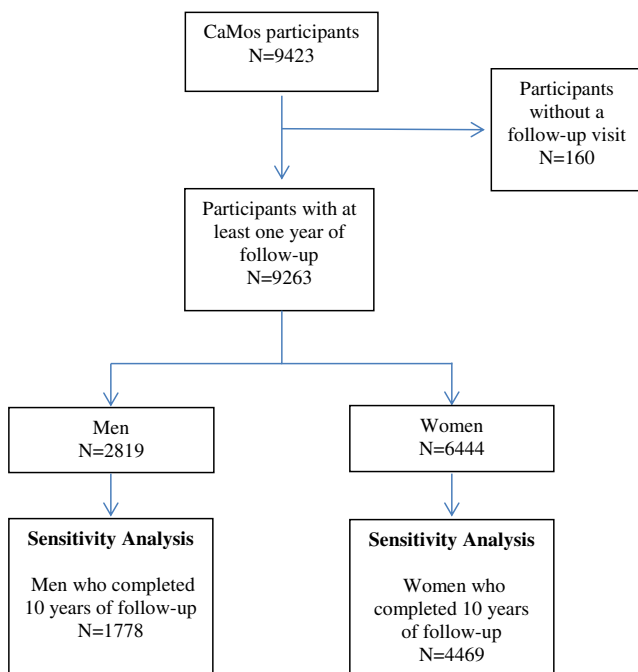 CaMos participants
N=9423
Participants
without a
follow-up visit
N=160
Participants with at
least one year of
follow-up
N=9263
Men
N=2819
Women
N=6444
Sensitivity Analysis
Men who completed
10 years of follow-up
N=1778
Sensitivity Analysis
Women who
completed 10 years
of follow-up
N=4469